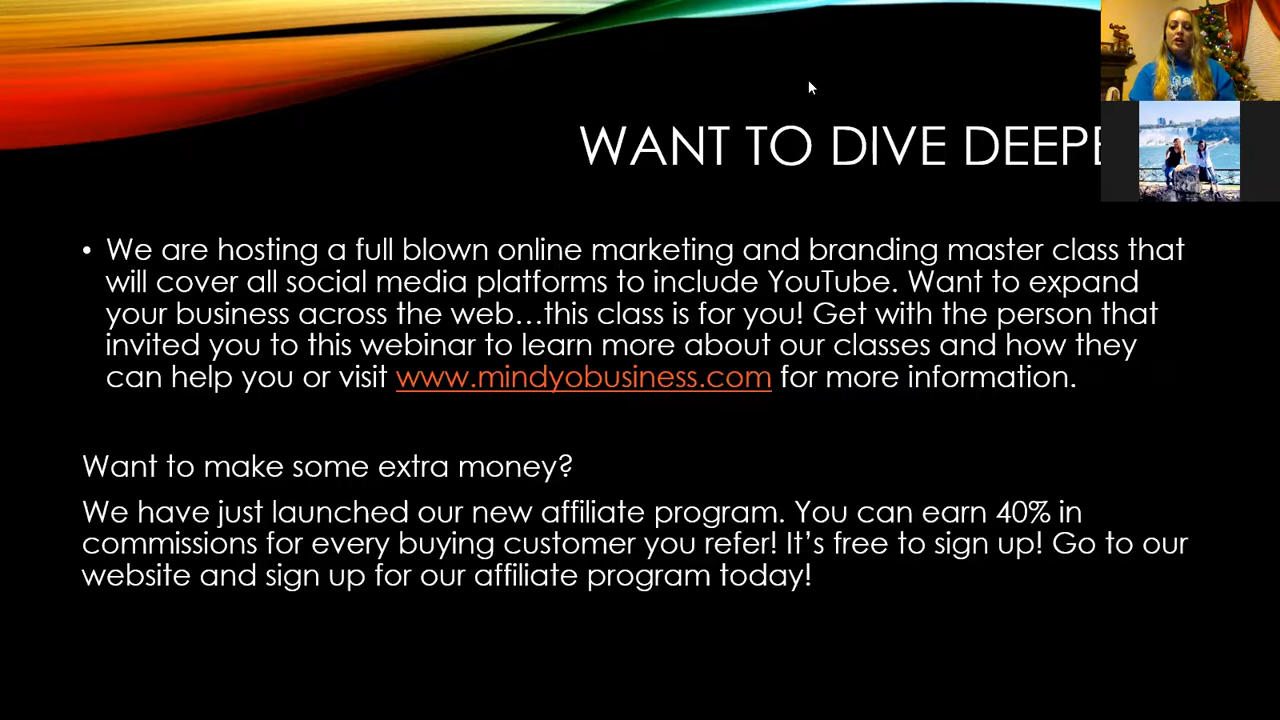 WANT TO DIVE DEEPE
• We are hosting a full blown online marketing and branding master class that
will cover all social media platforms to include YouTube. Want to expand
your business across the web…this class is for you! Get with the person that
invited you to this webinar to learn more about our classes and how they
can help you or visit www.mindyobusiness.com for more information.
Want to make some extra money?
We have just launched our new affiliate program. You can earn 40% in
commissions for every buying customer you refer! It’s free to sign up! Go to our
website and sign up for our affiliate program today!